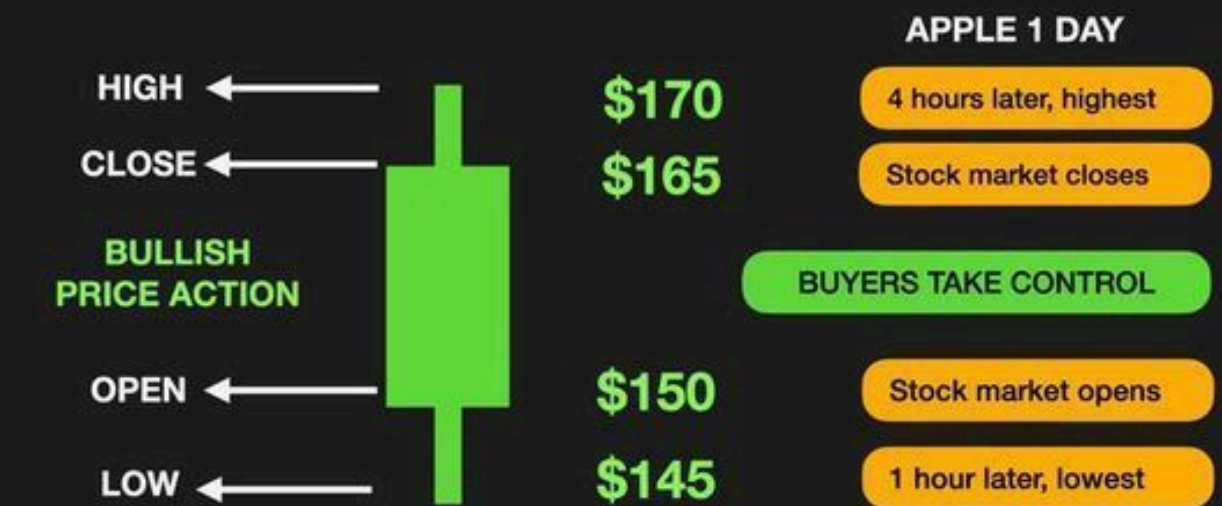 APPLE 1 DAY
HIGH
$170
4 hours later, highest
CLOSE
$165
Stock market closes
BULLISH
PRICE ACTION
BUYERS TAKE CONTROL
OPEN
$150
Stock market opens
LOW
$145
1 hour later, lowest